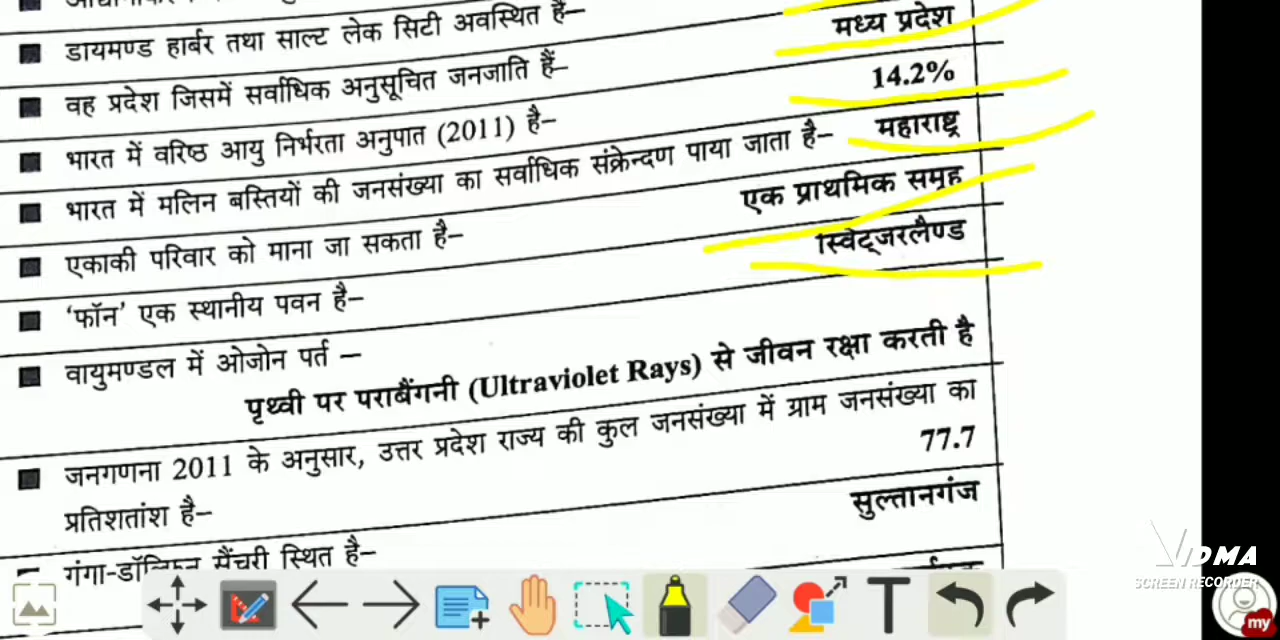 डायमण्ड हार्बर तथा साल्ट लेक सिटी अवस्थित है–
वह प्रदेश जिसमें सर्वाधिक अनुसूचित जनजाति हैं– मध्य प्रदेश
भारत में वरिष्ठ आयु निर्भरता अनुपात (2011) है– 14.2%
भारत में मलिन बस्तियों की जनसंख्या का सर्वाधिक संक्रेन्दण पाया जाता है– महाराष्ट्र
एकाकी परिवार को माना जा सकता है– एक प्राथमिक समूह
‘फॉन’ एक स्थानीय पवन है– स्विट्जरलैण्ड
वायुमण्डल में ओजोन पर्त –
पृथ्वी पर पराबैंगनी (Ultraviolet Rays) से जीवन रक्षा करती है
जनगणना 2011 के अनुसार, उत्तर प्रदेश राज्य की कुल जनसंख्या में ग्राम जनसंख्या का
प्रतिशतांश है– 77.7
गंगा-डॉल्फिन सैंचरी स्थित है– सुल्तानगंज
VIDMA
SCREEN RECORDER
T
my